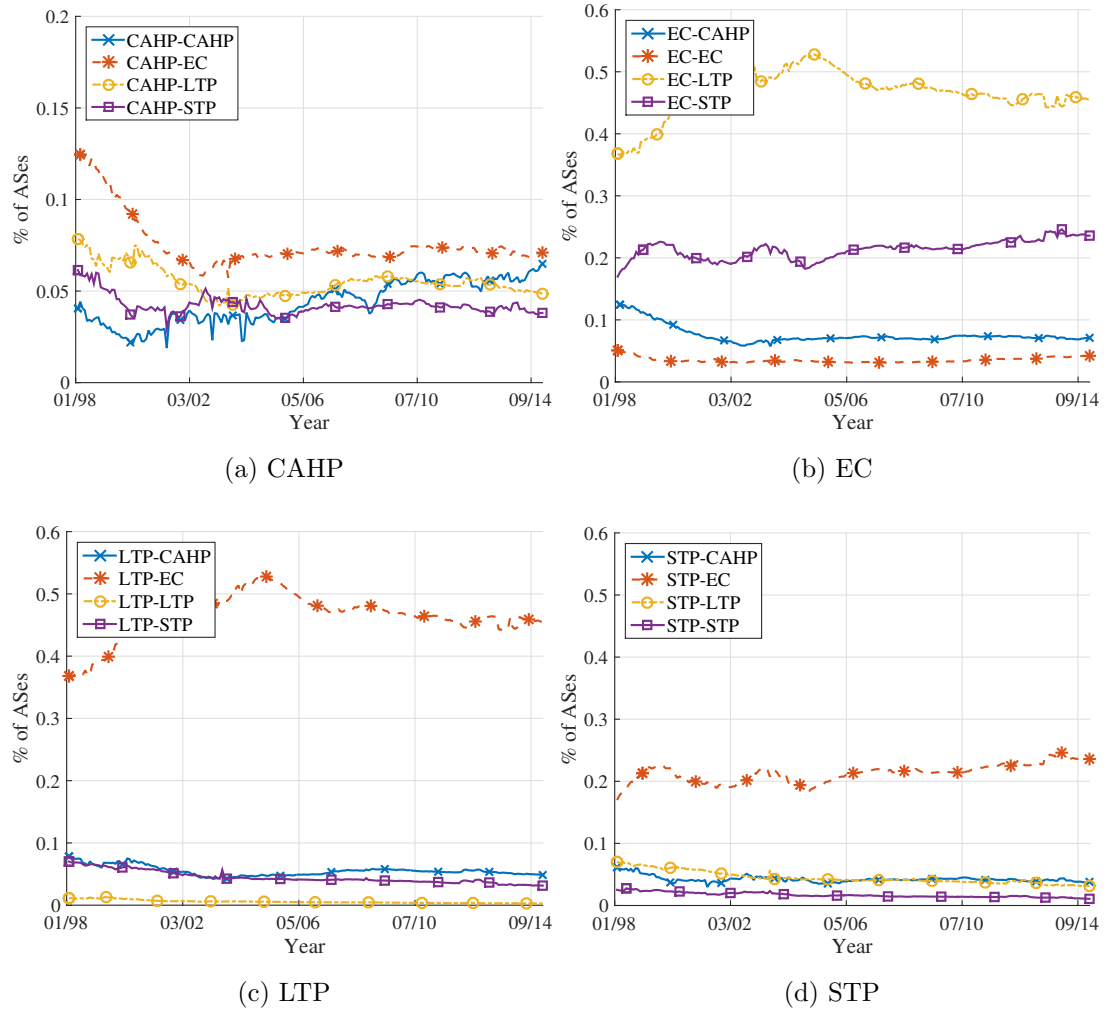 0.2
0.15
0.1
0.05
0
% of ASes
CAHP-CAHP
CAHP-EC
CAHP-LTP
CAHP-STP
01/98 03/02 05/06 07/10 09/14
Year
(a) CAHP
0.6
0.5
0.4
0.3
0.2
0.1
0
% of ASes
EC-CAHP
EC-EC
EC-LTP
EC-STP
01/98 03/02 05/06 07/10 09/14
Year
(b) EC
0.6
0.5
0.4
0.3
0.2
0.1
0
% of ASes
LTP-CAHP
LTP-EC
LTP-LTP
LTP-STP
01/98 03/02 05/06 07/10 09/14
Year
(c) LTP
0.6
0.5
0.4
0.3
0.2
0.1
0
% of ASes
STP-CAHP
STP-EC
STP-LTP
STP-STP
01/98 03/02 05/06 07/10 09/14
Year
(d) STP